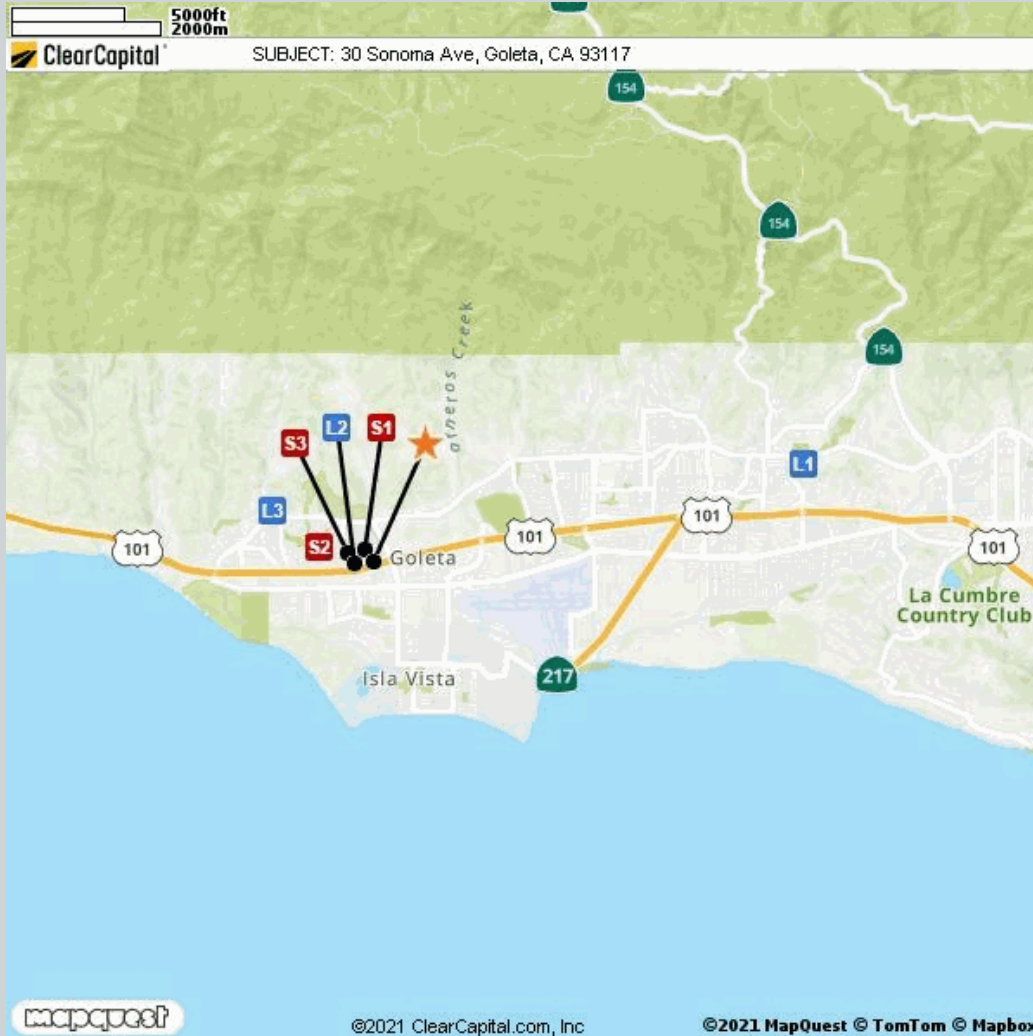 5000ft
2000m
ClearCapital
SUBJECT: 30 Sonoma Ave, Goleta, CA 93117
154
154
154
Creek
S3
L2
S1
L1
L3
S2
101
101
101
101
Goleta
La Cumbre
Country Club
Isla Vista
217
mapquest
©2021 ClearCapital.com, Inc
©2021 MapQuest © TomTom © Mapbox